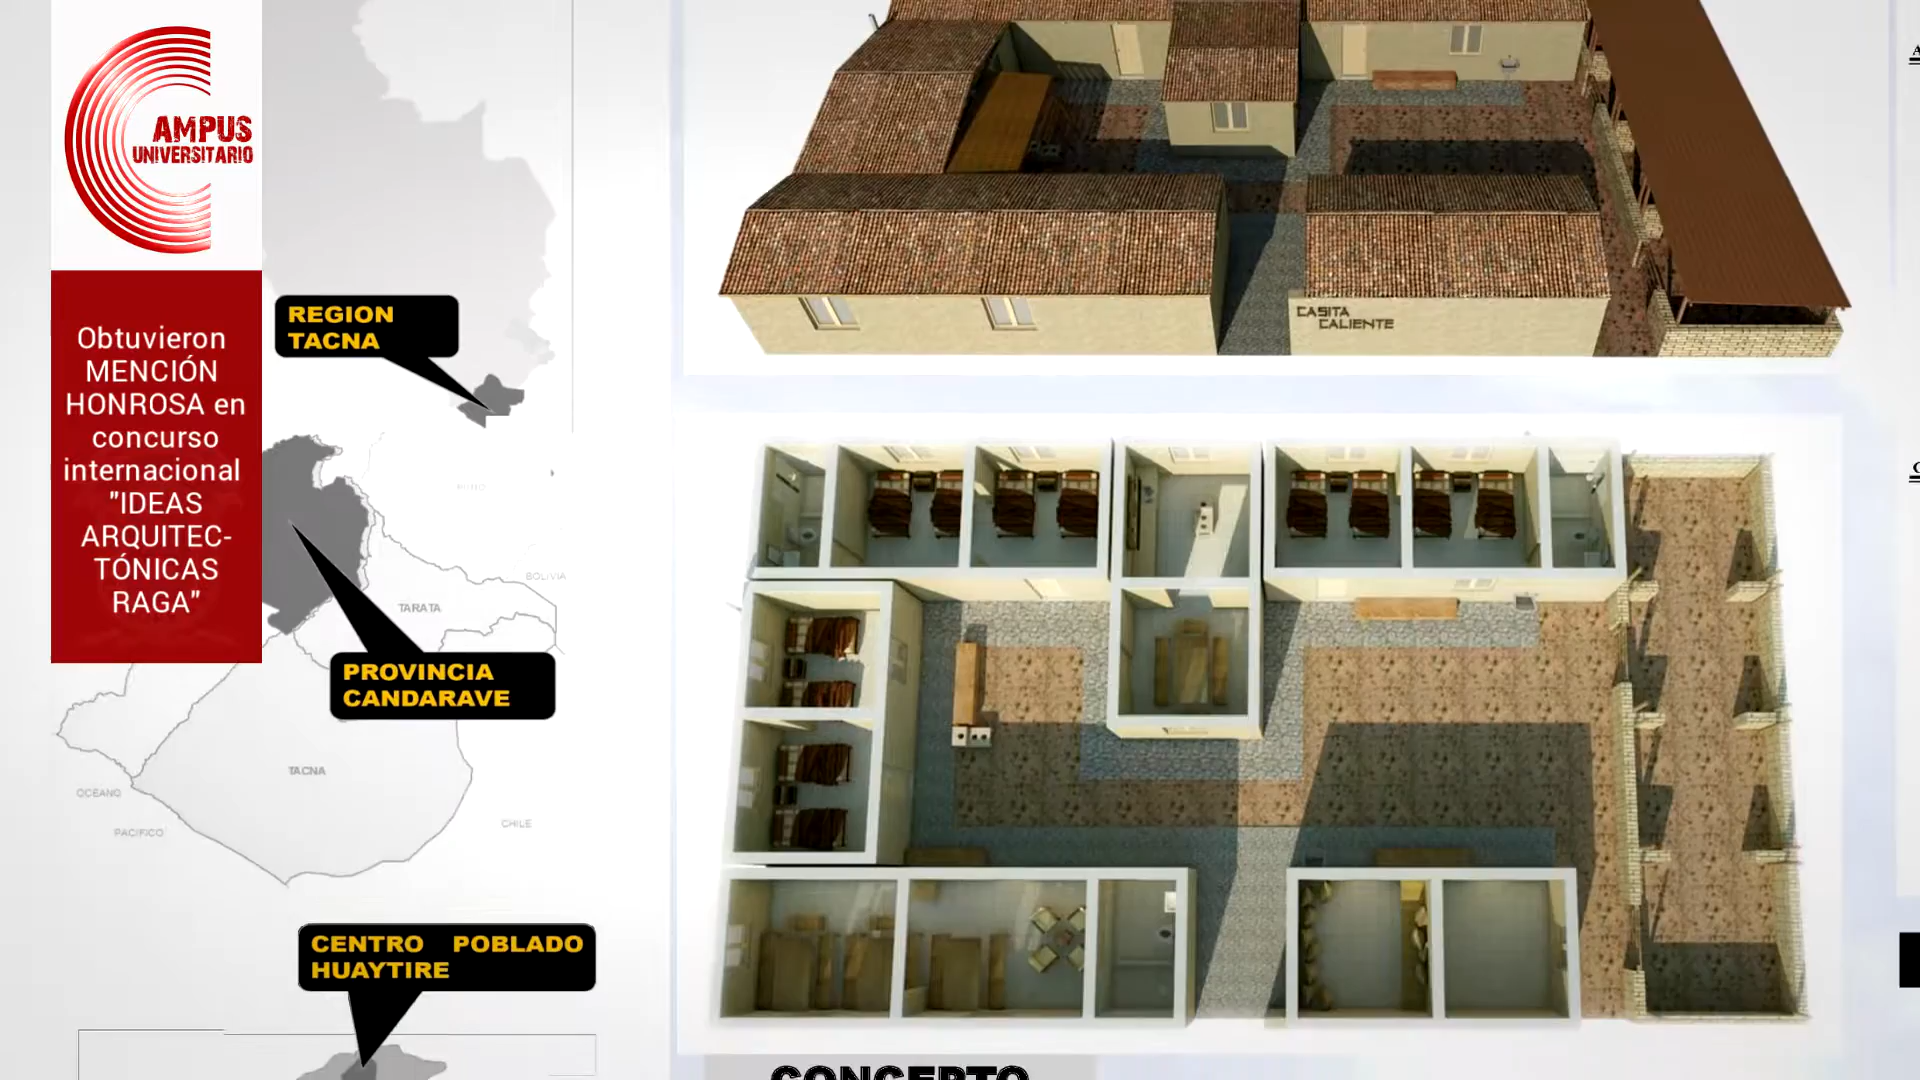 AMPUS
UNIVERSITARIO
Obtuvieron
MENCIÓN
HONROSA en
concurso
internacional
"IDEAS
ARQUITEC-
TÓNICAS
RAGA"
REGION
TACNA
PUNO
BOLIVIA
TARATA
PROVINCIA
CANDARAVE
TACNA
OCEANO
PACIFICO
CHILE
CENTRO POBLADO
HUAYTIRE
CASITA
CALIENTE
CONCEPTO